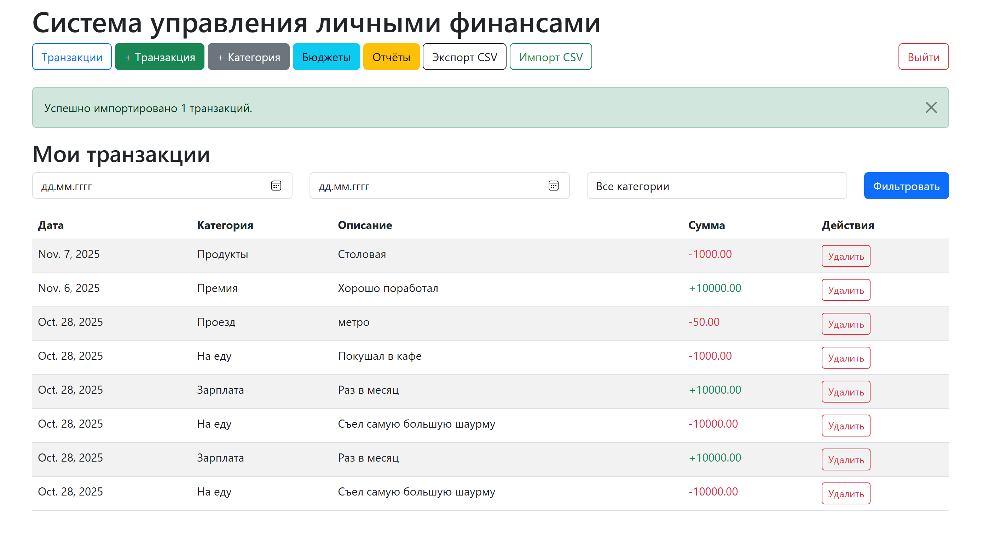 Система управления личными финансами
Транзакции + Транзакция + Категория Бюджеты Отчёты Экспорт CSV Импорт CSV Выйти
Успешно импортировано 1 транзакций.
Мои транзакции
дд.мм.гггг дд.мм.гггг Все категории Фильтровать
Дата Категория Описание Сумма Действия
Nov. 7, 2025 Продукты Столовая -1000.00 Удалить
Nov. 6, 2025 Премия Хорошо поработал +10000.00 Удалить
Oct. 28, 2025 Проезд метро -50.00 Удалить
Oct. 28, 2025 На еду Покушал в кафе -1000.00 Удалить
Oct. 28, 2025 Зарплата Раз в месяц +10000.00 Удалить
Oct. 28, 2025 На еду Съел самую большую шаурму -10000.00 Удалить
Oct. 28, 2025 Зарплата Раз в месяц +10000.00 Удалить
Oct. 28, 2025 На еду Съел самую большую шаурму -10000.00 Удалить